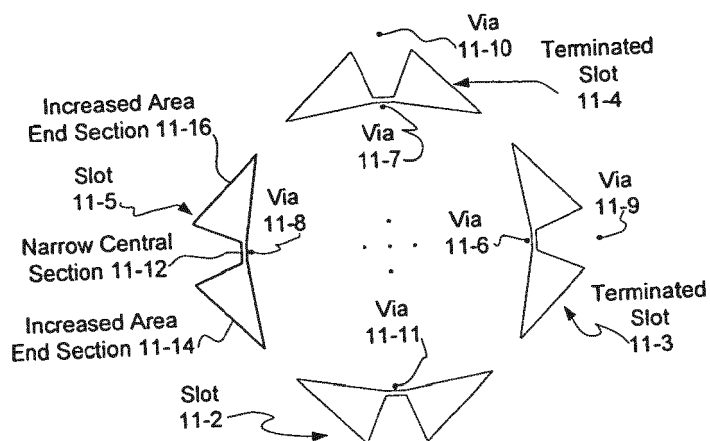 Via
11-10
Terminated
Slot
11-4
Increased Area
End Section 11-16
Via
11-7
Slot
11-5
Via
11-8
Via
11-6
Via
11-9
Narrow Central
Section 11-12
Increased Area
End Section 11-14
Via
11-11
Terminated
Slot
11-3
Slot
11-2